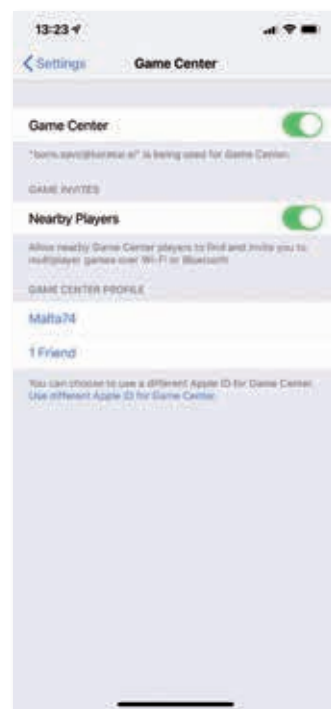 13:23
Settings
Game Center
Game Center
is being used for Game Center.
GAME INVITES
Nearby Players
Allow nearby Game Center players to find and invite you to
multiplayer games over Wi-Fi or Bluetooth
GAME CENTER PROFILE
Malta74
1 Friend
You can choose to use a different Apple ID for Game Center.
Use different Apple ID for Game Center.